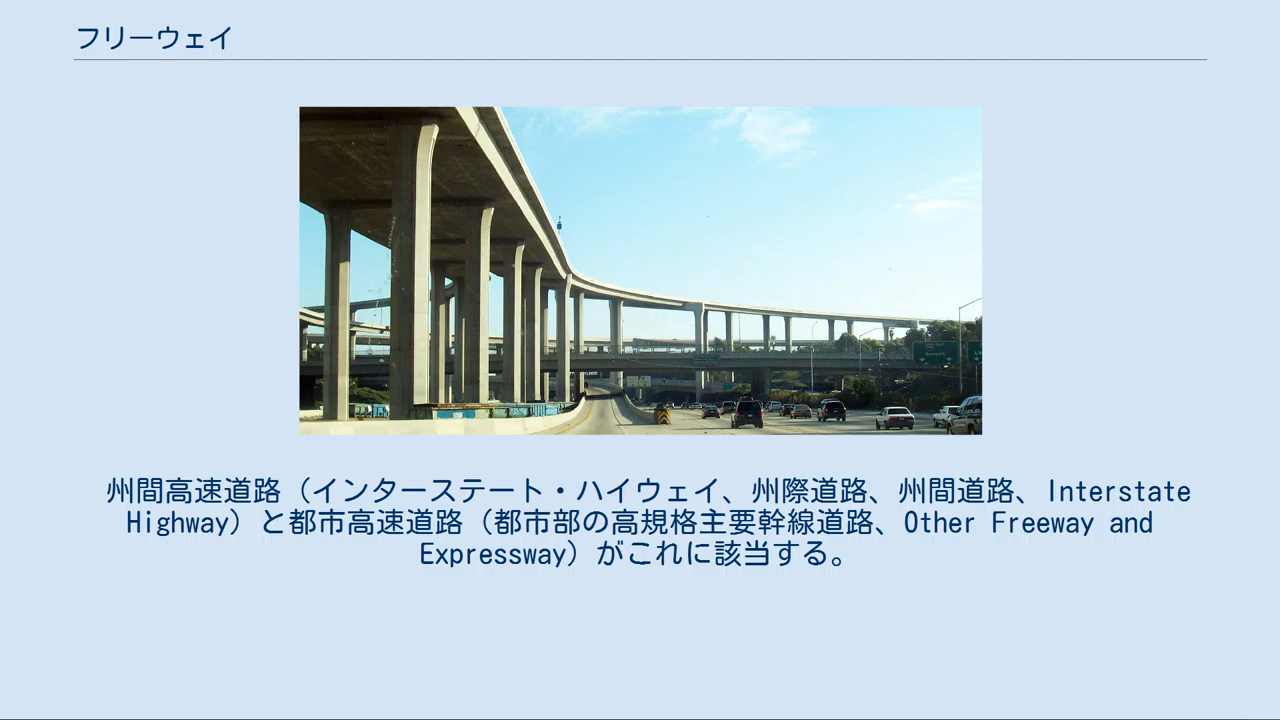 フリーウェイ
州間高速道路（インターステート・ハイウェイ、州際道路、州間道路、Interstate
Highway）と都市高速道路（都市部の高規格主要幹線道路、Other Freeway and
Expressway）がこれに該当する。